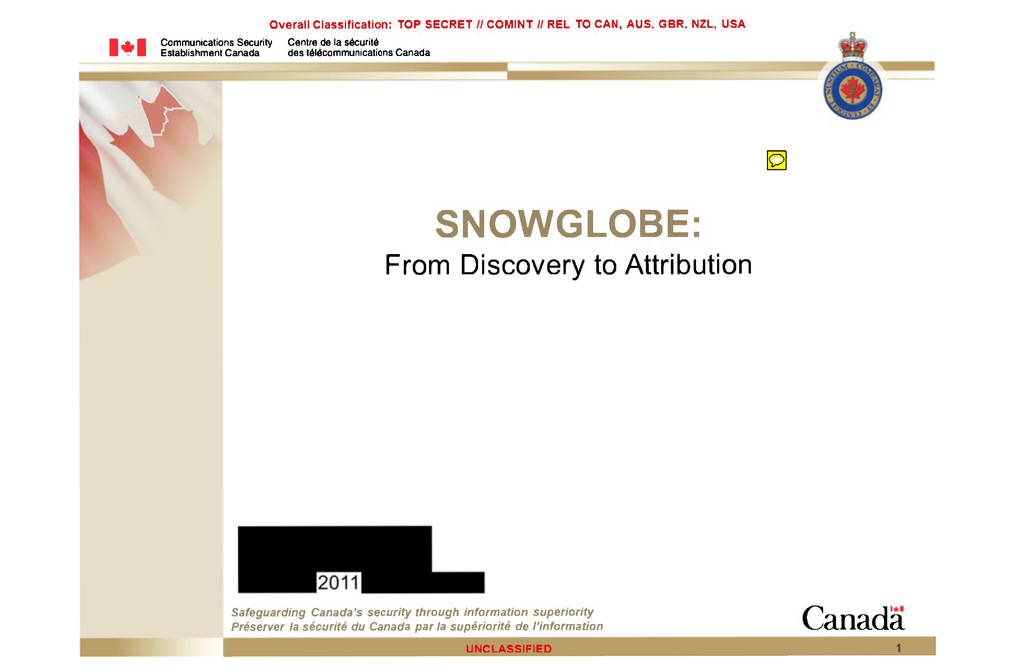 Overall Classification: TOP SECRET // COMINT // REL TO CAN, AUS, GBR, NZL, USA
Communications Security Establishment Canada
Centre de la sécurité des télécommunications Canada
SNOWGLOBE:
From Discovery to Attribution
2011
Safeguarding Canada's security through information superiority
Préserver la sécurité du Canada par la supériorité de l'information
Canada
UNCLASSIFIED
1